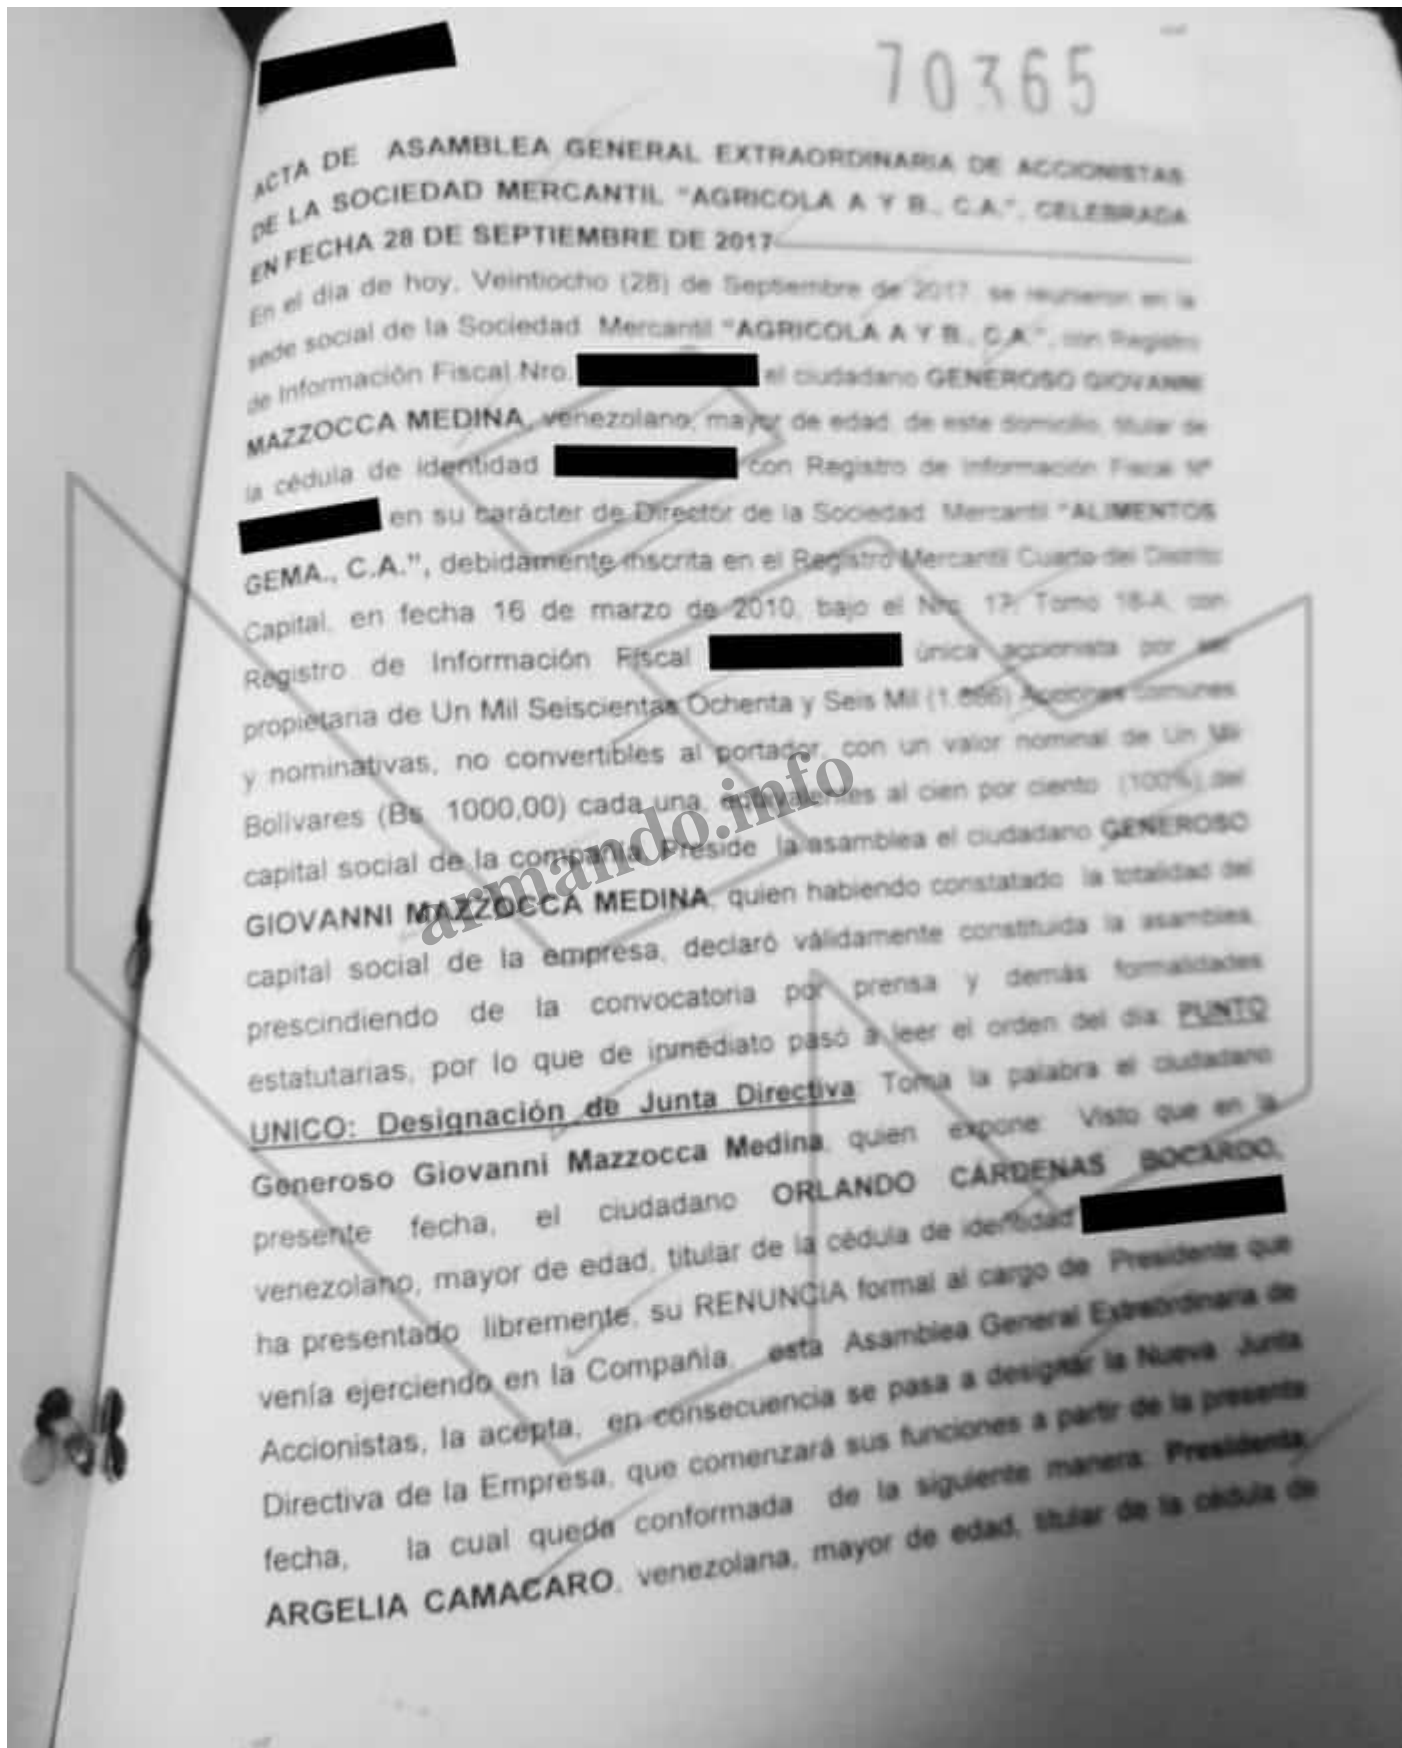 70365
ACTA DE ASAMBLEA GENERAL EXTRAORDINARIA DE ACCIONISTAS
DE LA SOCIEDAD MERCANTIL "AGRICOLA A Y B., C.A.", CELEBRADA
EN FECHA 28 DE SEPTIEMBRE DE 2017
En el día de hoy, Veintiocho (28) de Septiembre de 2017, se reunieron en la
sede social de la Sociedad Mercantil "AGRICOLA A Y B., C.A.", con Registro
de Información Fiscal Nro. el ciudadano GENEROSO GIOVANNI
MAZZOCCA MEDINA, venezolano, mayor de edad, de este domicilio, titular de
la cédula de identidad con Registro de Información Fiscal Nº
en su carácter de Director de la Sociedad Mercantil "ALIMENTOS
GEMA., C.A.", debidamente inscrita en el Registro Mercantil Cuarto del Distrito
Capital, en fecha 16 de marzo de 2010, bajo el Nro. 17, Tomo 18-A, con
Registro de Información Fiscal única accionista por ser
propietaria de Un Mil Seiscientas Ochenta y Seis Mil (1.686) Acciones comunes
y nominativas, no convertibles al portador, con un valor nominal de Un Mil
Bolívares (Bs. 1000,00) cada una, equivalentes al cien por ciento (100%) del
capital social de la compañía. Preside la asamblea el ciudadano GENEROSO
GIOVANNI MAZZOCCA MEDINA, quien habiendo constatado la totalidad del
capital social de la empresa, declaró válidamente constituida la asamblea,
prescindiendo de la convocatoria por prensa y demás formalidades
estatutarias, por lo que de inmediato pasó a leer el orden del día: PUNTO
UNICO: Designación de Junta Directiva: Toma la palabra el ciudadano
Generoso Giovanni Mazzocca Medina, quien expone: Visto que en la
presente fecha, el ciudadano ORLANDO CÁRDENAS BOCARDO,
venezolano, mayor de edad, titular de la cédula de identidad
ha presentado libremente, su RENUNCIA formal al cargo de Presidente que
venía ejerciendo en la Compañía, esta Asamblea General Extraordinaria de
Accionistas, la acepta, en consecuencia se pasa a designar la Nueva Junta
Directiva de la Empresa, que comenzará sus funciones a partir de la presente
fecha, la cual queda conformada de la siguiente manera: Presidenta:
ARGELIA CAMACARO, venezolana, mayor de edad, titular de la cédula de
armando.info